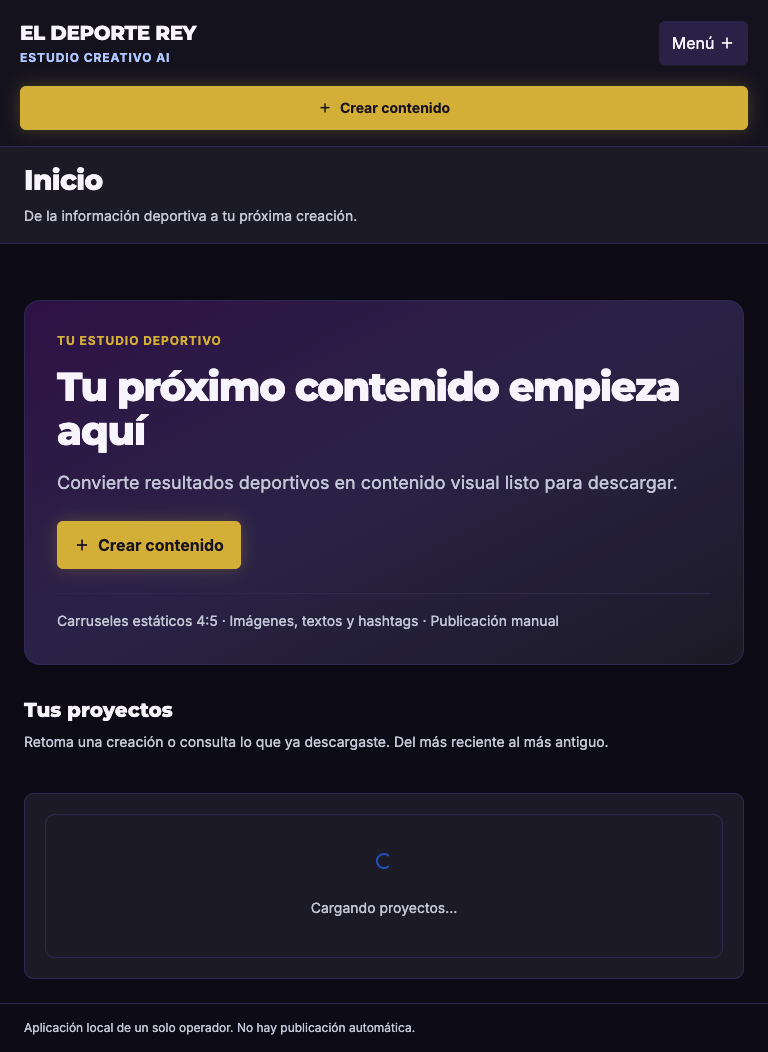 EL DEPORTE REY
ESTUDIO CREATIVO AI
Menú +
+ Crear contenido
Inicio
De la información deportiva a tu próxima creación.
TU ESTUDIO DEPORTIVO
Tu próximo contenido empieza
aquí
Convierte resultados deportivos en contenido visual listo para descargar.
+ Crear contenido
Carruseles estáticos 4:5 · Imágenes, textos y hashtags · Publicación manual
Tus proyectos
Retoma una creación o consulta lo que ya descargaste. Del más reciente al más antiguo.
Cargando proyectos...
Aplicación local de un solo operador. No hay publicación automática.